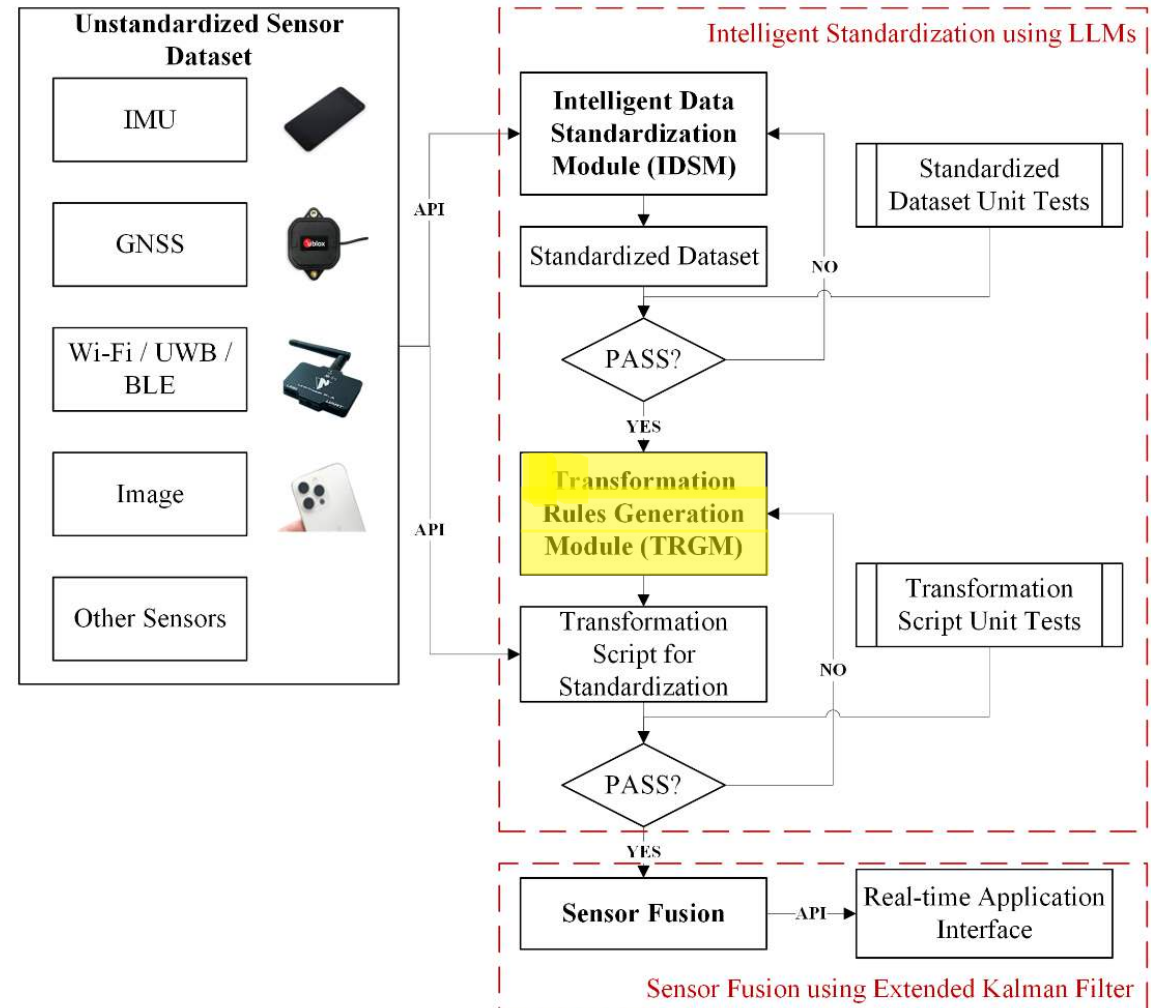 Unstandardized Sensor
Dataset
IMU
GNSS
Wi-Fi / UWB /
BLE
Image
Other Sensors
API
API
Intelligent Standardization using LLMs
Intelligent Data
Standardization
Module (IDSM)
Standardized Dataset
PASS?
YES
NO
Standardized
Dataset Unit Tests
Transformation
Rules Generation
Module (TRGM)
Transformation
Script for
Standardization
PASS?
YES
NO
Transformation
Script Unit Tests
Sensor Fusion
API
Real-time Application
Interface
Sensor Fusion using Extended Kalman Filter